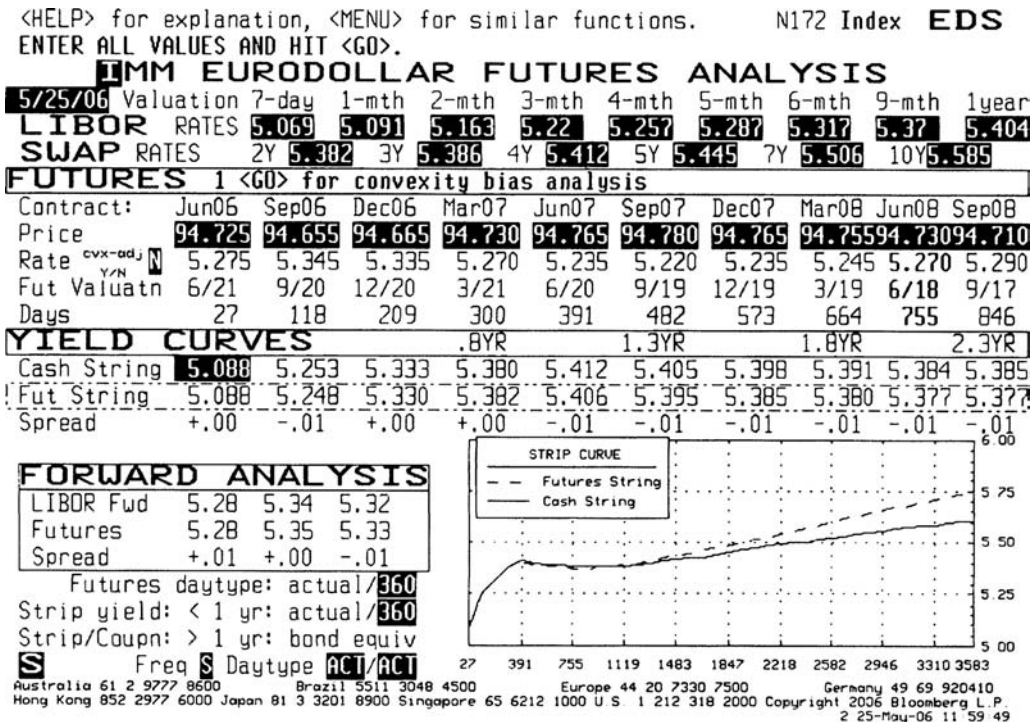 <HELP> for explanation, <MENU> for similar functions. N172 Index EDS
ENTER ALL VALUES AND HIT <GO>.
IMM EURODOLLAR FUTURES ANALYSIS
5/25/06 Valuation 7-day 1-mth 2-mth 3-mth 4-mth 5-mth 6-mth 9-mth 1year
LIBOR RATES 5.069 5.091 5.163 5.22 5.257 5.287 5.317 5.37 5.404
SWAP RATES 2Y 5.382 3Y 5.386 4Y 5.412 5Y 5.445 7Y 5.506 10Y 5.585
FUTURES 1 <GO> for convexity bias analysis
Contract: Jun06 Sep06 Dec06 Mar07 Jun07 Sep07 Dec07 Mar08 Jun08 Sep08
Price 94.725 94.655 94.665 94.730 94.765 94.780 94.765 94.755 94.730 94.710
Rate cvx-adj Y/N N 5.275 5.345 5.335 5.270 5.235 5.220 5.235 5.245 5.270 5.290
Fut Valuatn 6/21 9/20 12/20 3/21 6/20 9/19 12/19 3/19 6/18 9/17
Days 27 118 209 300 391 482 573 664 755 846
YIELD CURVES .8YR 1.3YR 1.8YR 2.3YR
Cash String 5.088 5.253 5.333 5.380 5.412 5.405 5.398 5.391 5.384 5.385
Fut String 5.088 5.248 5.330 5.382 5.406 5.395 5.385 5.380 5.377 5.377
Spread +.00 -.01 +.00 +.00 -.01 -.01 -.01 -.01 -.01 -.01
FORWARD ANALYSIS
LIBOR Fwd 5.28 5.34 5.32
Futures 5.28 5.35 5.33
Spread +.01 +.00 -.01
Futures daytype: actual/360
Strip yield: < 1 yr: actual/360
Strip/Coupn: > 1 yr: bond equiv
S Freq S Daytype ACT/ACT
STRIP CURVE
Futures String
Cash String
6.00
5.75
5 50
5.25
5 00
27 391 755 1119 1483 1847 2218 2582 2946 3310 3583
Australia 61 2 9777 8600 Brazil 5511 3048 4500 Europe 44 20 7330 7500 Germany 49 69 920410
Hong Kong 852 2977 6000 Japan 81 3 3201 8900 Singapore 65 6212 1000 U.S. 1 212 318 2000 Copyright 2006 Bloomberg L.P.
2 25-May-06 11 59 49